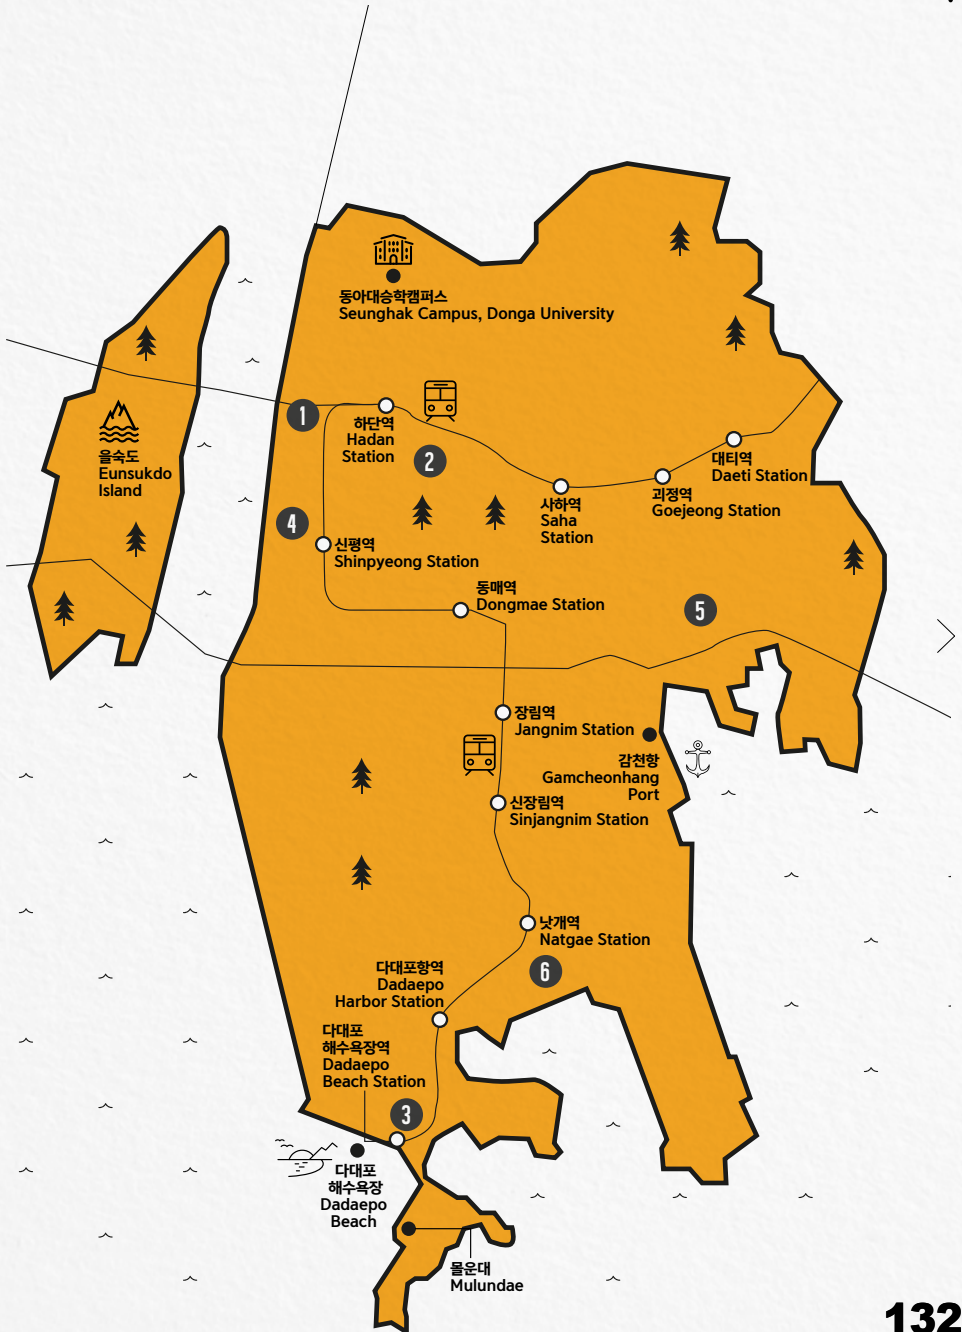 동아대승학캠퍼스
Seunghak Campus, Donga University
1
하단역
Hadan
Station
2
을숙도
Eunsukdo
Island
대티역
Daeti Station
괴정역
Goejeong Station
사하역
Saha
Station
4
신평역
Shinpyeong Station
동매역
Dongmae Station
5
장림역
Jangnim Station
감천항
Gamcheonhang
Port
신장림역
Sinjangnim Station
낫개역
Natgae Station
6
다대포항역
Dadaepo
Harbor Station
다대포
해수욕장역
Dadaepo
Beach Station
3
다대포
해수욕장
Dadaepo
Beach
몰운대
Mulundae
132